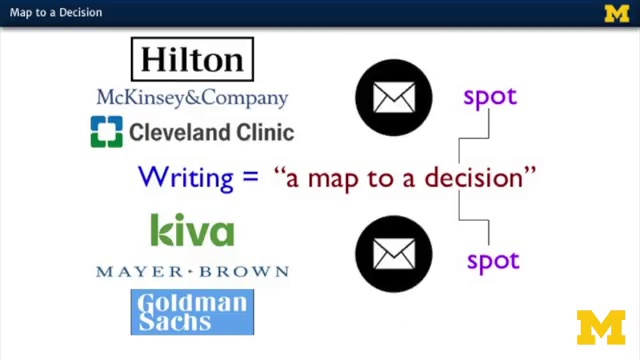 Map to a Decision
M
Hilton
McKinsey&Company
Cleveland Clinic
spot
Writing = “a map to a decision”
kiva
MAYER • BROWN
spot
Goldman
Sachs
M